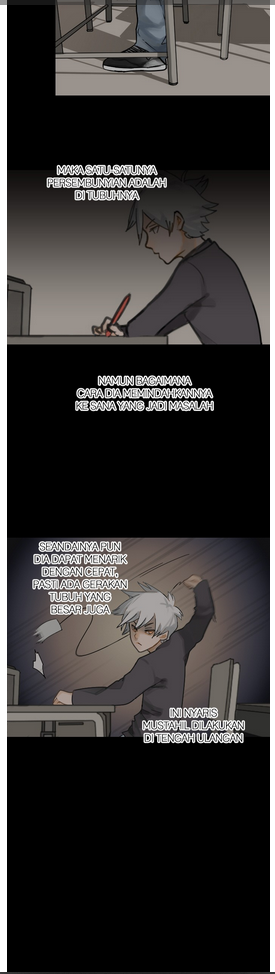 MAKA SATU-SATUNYA
PERSEMBUNYIAN ADALAH
DI TUBUHNYA
NAMUN BAGAIMANA
CARA DIA MEMINDAHKANNYA
KE SANA YANG JADI MASALAH
SEANDAINYA PUN
DIA DAPAT MENARIK
DENGAN CEPAT,
PASTI ADA GERAKAN
TUBUH YANG
BESAR JUGA
INI NYARIS
MUSTAHIL DILAKUKAN
DI TENGAH ULANGAN